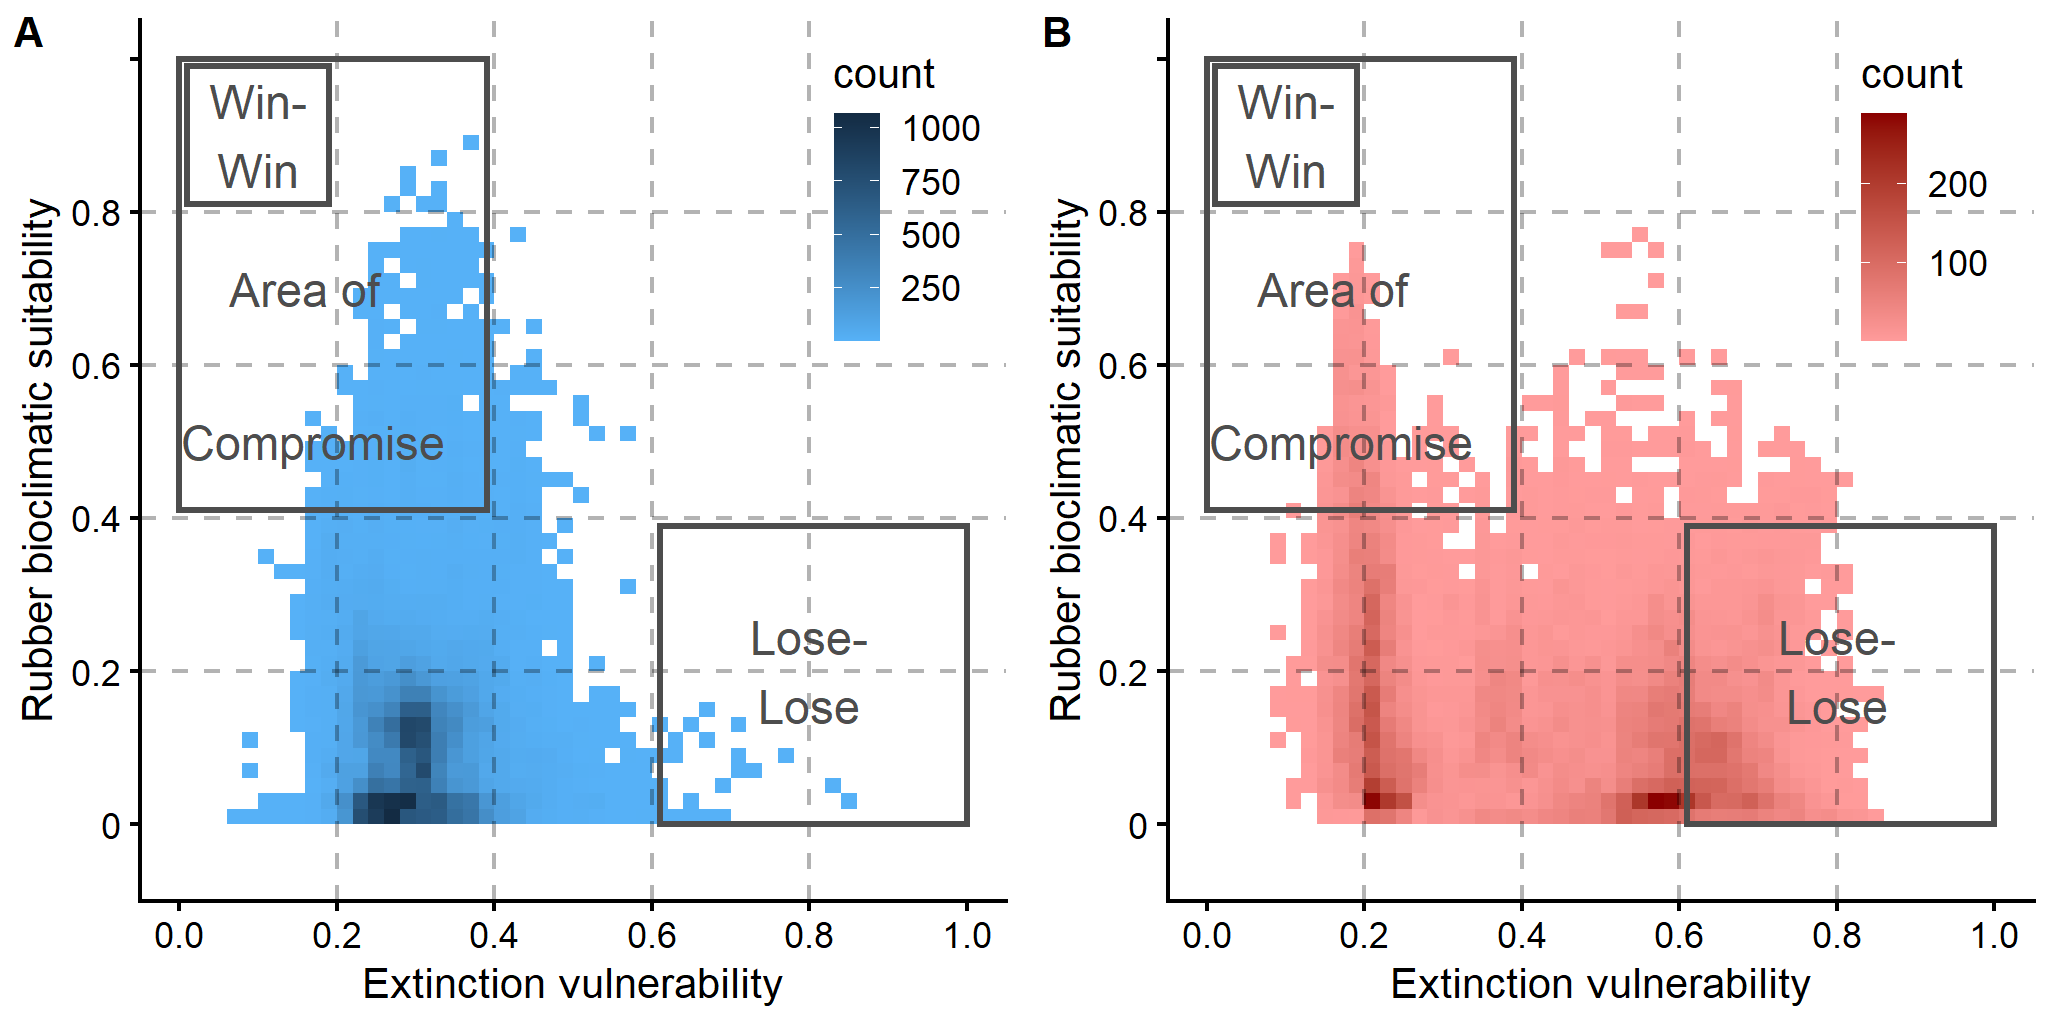 A
Rubber bioclimatic suitability
0.8
0.6
0.4
0.2
0
Win-
Win
Area of
Compromise
Lose-
Lose
count
1000
750
500
250
0.0 0.2 0.4 0.6 0.8 1.0
Extinction vulnerability
B
Rubber bioclimatic suitability
0.8
0.6
0.4
0.2
0
Win-
Win
Area of
Compromise
Lose-
Lose
count
200
100
0.0 0.2 0.4 0.6 0.8 1.0
Extinction vulnerability